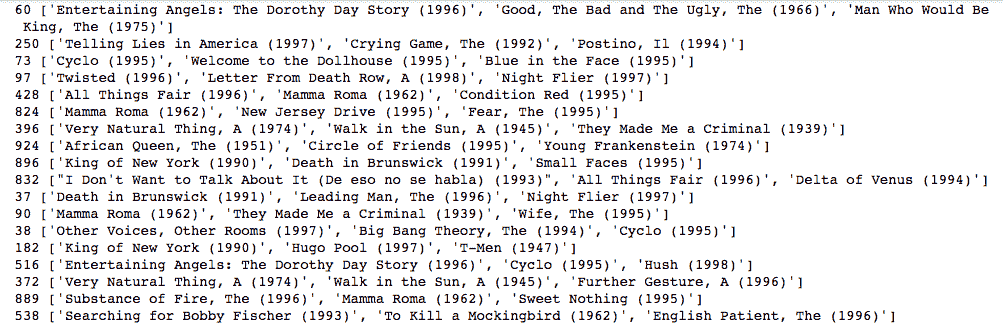 60 ['Entertaining Angels: The Dorothy Day Story (1996)', 'Good, The Bad and The Ugly, The (1966)', 'Man Who Would Be
King, The (1975)']
250 ['Telling Lies in America (1997)', 'Crying Game, The (1992)', 'Postino, Il (1994)']
73 ['Cyclo (1995)', 'Welcome to the Dollhouse (1995)', 'Blue in the Face (1995)']
97 ['Twisted (1996)', 'Letter From Death Row, A (1998)', 'Night Flier (1997)']
428 ['All Things Fair (1996)', 'Mamma Roma (1962)', 'Condition Red (1995)']
824 ['Mamma Roma (1962)', 'New Jersey Drive (1995)', 'Fear, The (1995)']
396 ['Very Natural Thing, A (1974)', 'Walk in the Sun, A (1945)', 'They Made Me a Criminal (1939)']
924 ['African Queen, The (1951)', 'Circle of Friends (1995)', 'Young Frankenstein (1974)']
896 ['King of New York (1990)', 'Death in Brunswick (1991)', 'Small Faces (1995)']
832 ["I Don't Want to Talk About It (De eso no se habla) (1993)", 'All Things Fair (1996)', 'Delta of Venus (1994)']
37 ['Death in Brunswick (1991)', 'Leading Man, The (1996)', 'Night Flier (1997)']
90 ['Mamma Roma (1962)', 'They Made Me a Criminal (1939)', 'Wife, The (1995)']
38 ['Other Voices, Other Rooms (1997)', 'Big Bang Theory, The (1994)', 'Cyclo (1995)']
182 ['King of New York (1990)', 'Hugo Pool (1997)', 'T-Men (1947)']
516 ['Entertaining Angels: The Dorothy Day Story (1996)', 'Cyclo (1995)', 'Hush (1998)']
372 ['Very Natural Thing, A (1974)', 'Walk in the Sun, A (1945)', 'Further Gesture, A (1996)']
889 ['Substance of Fire, The (1996)', 'Mamma Roma (1962)', 'Sweet Nothing (1995)']
538 ['Searching for Bobby Fischer (1993)', 'To Kill a Mockingbird (1962)', 'English Patient, The (1996)']